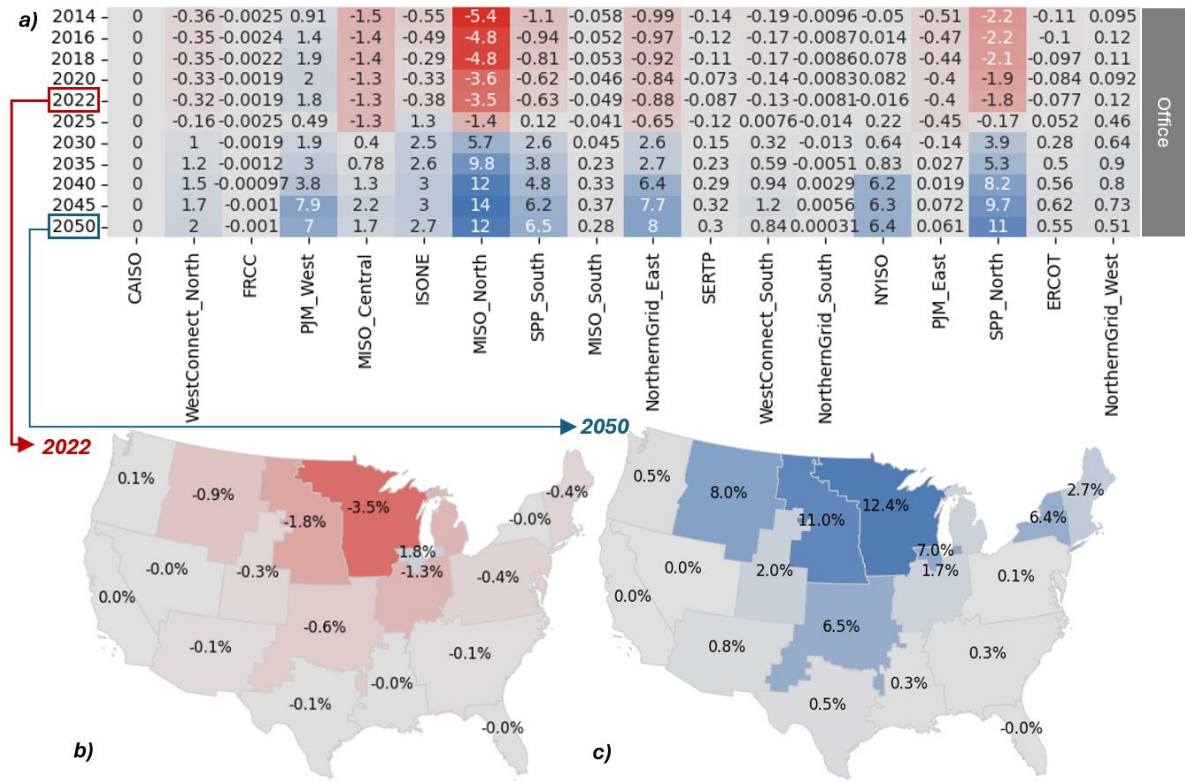 a)
2014 0 -0.36 -0.0025 0.91 -1.5 -0.55 -5.4 -1.1 -0.058 -0.99 -0.14 -0.19 -0.0096 -0.05 -0.51 -2.2 -0.11 0.095
2016 0 -0.35 -0.0024 1.4 -1.4 -0.49 -4.8 -0.94 -0.052 -0.97 -0.12 -0.17 -0.0087 0.014 -0.47 -2.2 -0.1 0.12
2018 0 -0.35 -0.0022 1.9 -1.4 -0.29 -4.8 -0.81 -0.053 -0.92 -0.11 -0.17 -0.0086 0.078 -0.44 -2.1 -0.097 0.11
2020 0 -0.33 -0.0019 2 -1.3 -0.33 -3.6 -0.62 -0.046 -0.84 -0.073 -0.14 -0.0083 0.082 -0.4 -1.9 -0.084 0.092
2022 0 -0.32 -0.0019 1.8 -1.3 -0.38 -3.5 -0.63 -0.049 -0.88 -0.087 -0.13 -0.0081 -0.016 -0.4 -1.8 -0.077 0.12
2025 0 -0.16 -0.0025 0.49 -1.3 1.3 -1.4 0.12 -0.041 -0.65 -0.12 0.0076 -0.014 0.22 -0.45 -0.17 0.052 0.46
2030 0 1 -0.0019 1.9 0.4 2.5 5.7 2.6 0.045 2.6 0.15 0.32 -0.013 0.64 -0.14 3.9 0.28 0.64
2035 0 1.2 -0.0012 3 0.78 2.6 9.8 3.8 0.23 2.7 0.23 0.59 -0.0051 0.83 0.027 5.3 0.5 0.9
2040 0 1.5 -0.00097 3.8 1.3 3 12 4.8 0.33 6.4 0.29 0.94 0.0029 6.2 0.019 8.2 0.56 0.8
2045 0 1.7 -0.001 7.9 2.2 3 14 6.2 0.37 7.7 0.32 1.2 0.0056 6.3 0.072 9.7 0.62 0.73
2050 0 2 -0.001 7 1.7 2.7 12 6.5 0.28 8 0.3 0.84 0.00031 6.4 0.061 11 0.55 0.51
Office
CAISO
WestConnect_North
FRCC
PJM_West
MISO_Central
ISONE
MISO_North
SPP_South
MISO_South
NorthernGrid_East
SERTP
WestConnect_South
NorthernGrid_South
NYISO
PJM_East
SPP_North
ERCOT
NorthernGrid_West
2022
0.1%
-0.9%
-1.8%
-3.5%
-0.4%
-0.0%
1.8%
-1.3%
-0.0%
-0.3%
-0.4%
0.0%
-0.6%
-0.1%
-0.1%
-0.0%
-0.1%
-0.0%
b)
2050
0.5%
8.0%
11.0%
12.4%
2.7%
6.4%
7.0%
1.7%
0.0%
2.0%
0.1%
0.0%
6.5%
0.8%
0.3%
0.3%
0.5%
-0.0%
c)